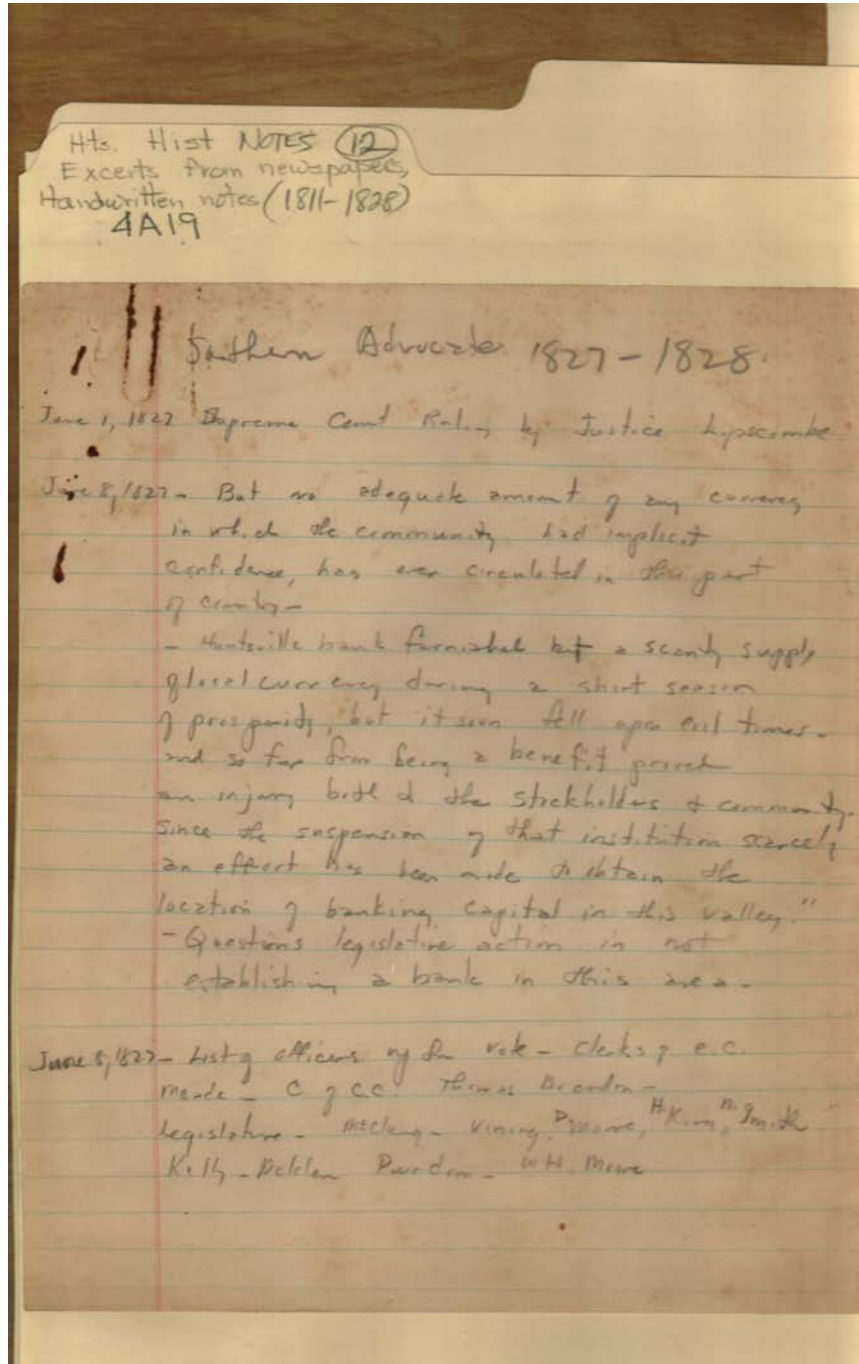 Hts. Hist NOTES 12
Excerts from newspapers,
Handwritten notes (1811-1828)
4A19
Southern Advocate 1827-1828.
June 1, 1827 Supreme Court Ruling by Justice Lipscombe
June 8, 1827- But no adequate amount of any currency
in which the community had implicit
confidence, has ever circulated in this part
of country-
- Huntsville bank furnished but a scanty supply
of local currency during a short season
of prosperity, but it soon fell upon evil times-
and so far from being a benefit proved
an injury both to the stockholders & community.
Since the suspension of that institution scarcely
an effort has been made to obtain the
location of banking capital in this valley."
- Questions legislative action in not
establishing a bank in this area-
June 8, 1827- List of officers for vote - clerks of c.c.
Meade - C of C.C. Thomas Brandon-
Legislature - McClung - Vining, D Moore, H. King, Smith
Kelly - Purdom - W.H. Moore